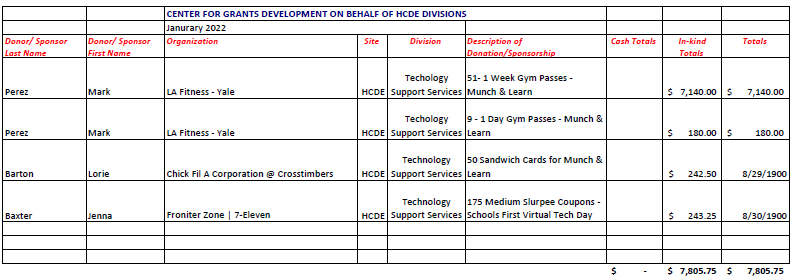 CENTER FOR GRANTS DEVELOPMENT ON BEHALF OF HCDE DIVISIONS
Janurary 2022
Donor/ Sponsor Last Name Donor/ Sponsor First Name Organization Site Division Description of Donation/Sponsorship Cash Totals In-kind Totals Totals
Perez Mark LA Fitness - Yale HCDE Techology Support Services 51- 1 Week Gym Passes - Munch & Learn $ 7,140.00 $ 7,140.00
Perez Mark LA Fitness - Yale HCDE Techology Support Services 9 - 1 Day Gym Passes - Munch & Learn $ 180.00 $ 180.00
Barton Lorie Chick Fil A Corporation @ Crosstimbers HCDE Technology Support Services 50 Sandwich Cards for Munch & Learn $ 242.50 8/29/1900
Baxter Jenna Froniter Zone | 7-Eleven HCDE Technology Support Services 175 Medium Slurpee Coupons - Schools First Virtual Tech Day $ 243.25 8/30/1900
$ - $ 7,805.75 $ 7,805.75